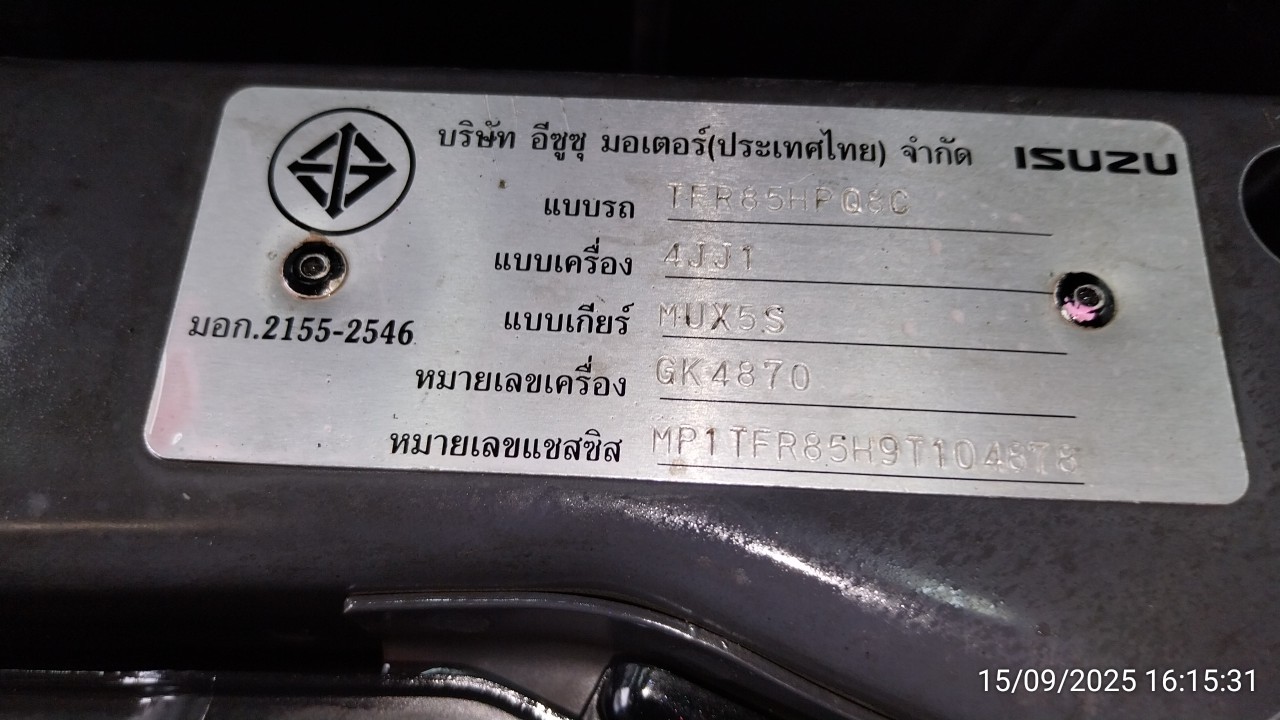 บริษัท อีซูซุ มอเตอร์(ประเทศไทย) จำกัด ISUZU
แบบรถ TFR85HPQ8C
แบบเครื่อง 4JJ1
มอก.2155-2546
แบบเกียร์ MUX5S
หมายเลขเครื่อง GK4870
หมายเลขแชสซิส MP1TFR85H9T104878
15/09/2025 16:15:31